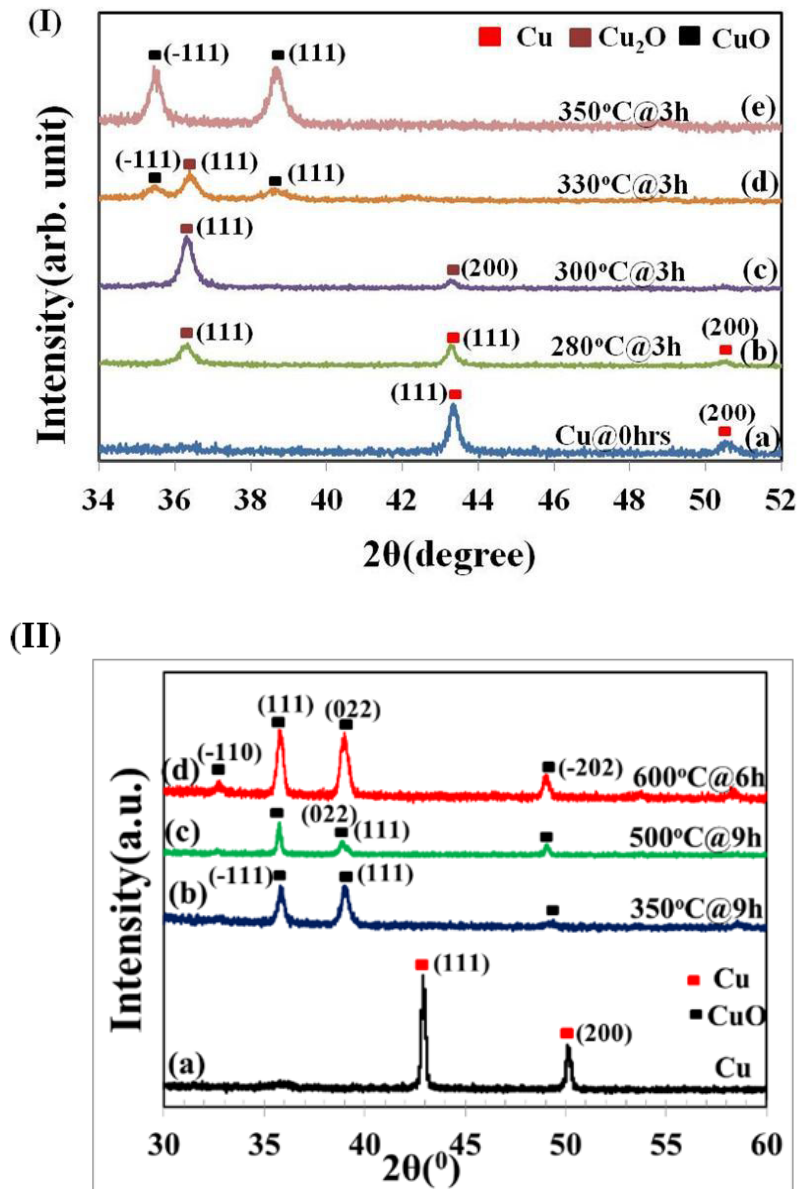 (I)
Cu Cu₂O CuO
(-111) (111)
350°C@3h (e)
(-111) (111) (111)
330°C@3h (d)
(111) (200)
300°C@3h (c)
(111) (111) (200)
280°C@3h (b)
(111) (200)
Cu@0hrs (a)
Intensity(arb. unit)
34 36 38 40 42 44 46 48 50 52
2θ(degree)
(II)
(111) (022)
(d) (-110) (-202) 600°C@6h
(022)
(c) (111) 500°C@9h
(-111) (111)
(b) 350°C@9h
(111)
Cu
CuO
(200)
(a) Cu
Intensity(a.u.)
30 35 40 45 50 55 60
2θ(⁰)